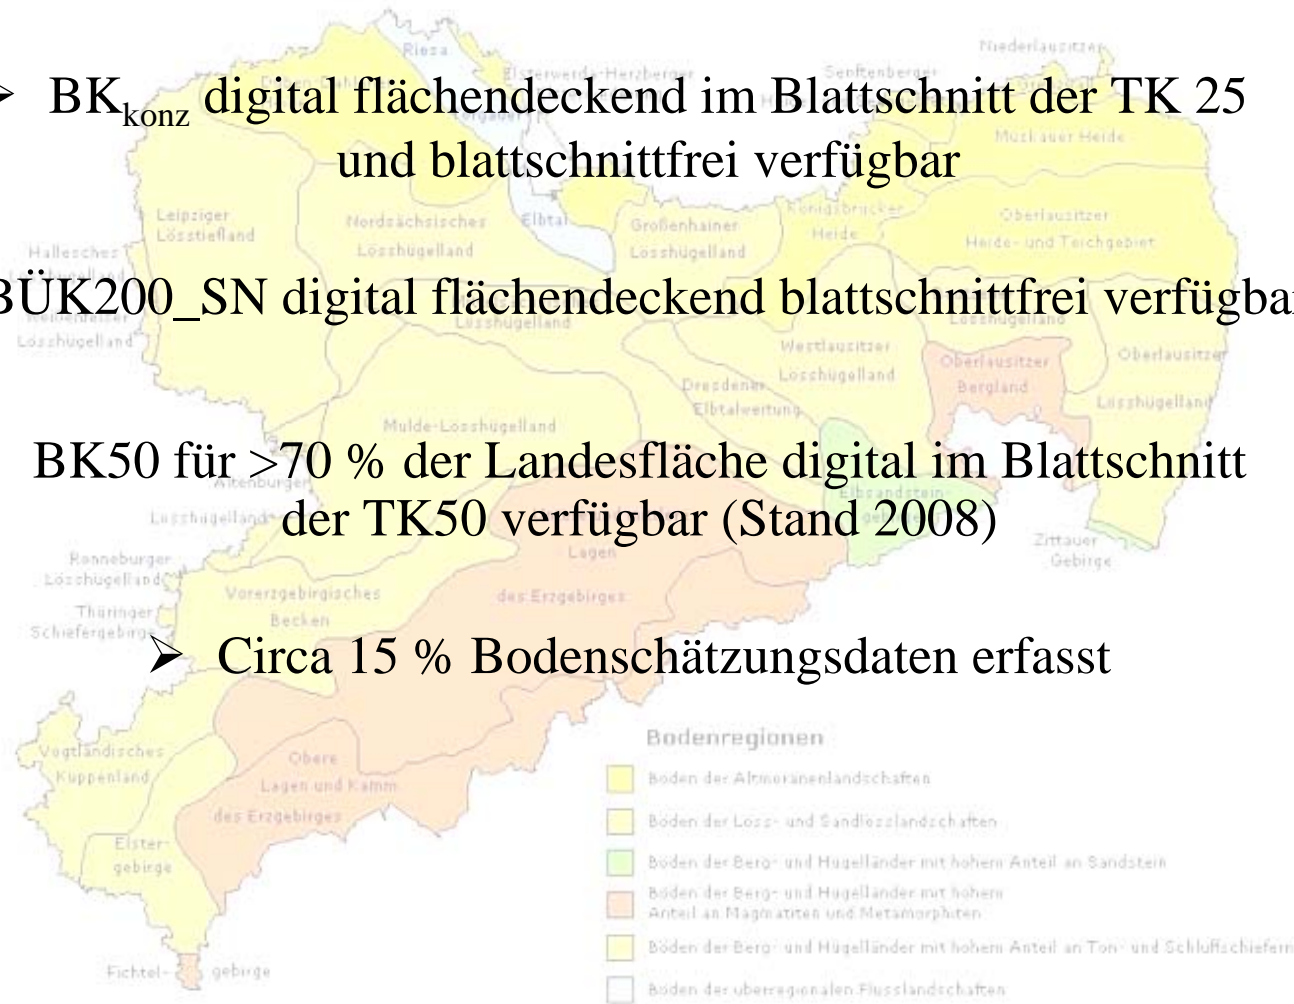 Riesa
Niederlausitzer
Elsterwerda-Herzberger
Senftenberger
➢ BKkonz digital flächendeckend im Blattschnitt der TK 25
Muskauer Heide
und blattschnittfrei verfügbar
Leipziger
Lösstiefland
Nordsächsisches
Lösshügelland
Elbtal
Großenhainer
Lösshügelland
Königsbrücker
Heide
Oberlausitzer
Heide- und Teichgebiet
Hallesches
BÜK200_SN digital flächendeckend blattschnittfrei verfügbar
Lösshügelland
Lösshügelland
Lösshügelland
Westlausitzer
Lösshügelland
Oberlausitzer
Bergland
Oberlausitzer
Lösshügelland
Dresdener
Elbtalweitung
Mulde-Lösshügelland
BK50 für >70 % der Landesfläche digital im Blattschnitt
Altenburger
Elbsandstein-
Lösshügelland
der TK50 verfügbar (Stand 2008)
Lagen
des Erzgebirges
Zittauer
Gebirge
Ronneburger
Lösshügelland
Vorerzgebirgisches
Becken
Thüringer
Schiefergebirge
➢ Circa 15 % Bodenschätzungsdaten erfasst
Vogtländisches
Kuppenland
Obere
Lagen und Kamm
des Erzgebirges
Elster-
gebirge
Fichtel-
gebirge
Bodenregionen
Böden der Altmoränenlandschaften
Böden der Löss- und Sandlösslandschaften
Böden der Berg- und Hügelländer mit hohem Anteil an Sandstein
Böden der Berg- und Hügelländer mit hohem
Anteil an Magmatiten und Metamorphiten
Böden der Berg- und Hügelländer mit hohem Anteil an Ton- und Schluffschiefern
Böden der überregionalen Flusslandschaften